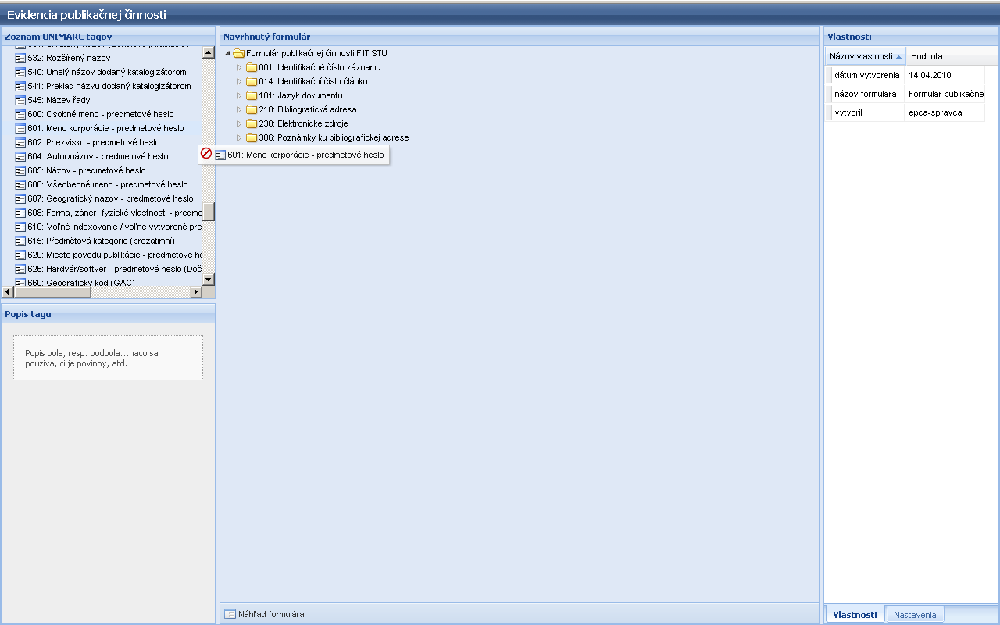 Evidencia publikačnej činnosti
Zoznam UNIMARC tagov
532: Rozšírený názov
540: Umelý názov dodaný katalogizátorom
541: Preklad názvu dodaný katalogizátorom
545: Název řady
600: Osobné meno - predmetové heslo
601: Meno korporácie - predmetové heslo
602: Priezvisko - predmetové heslo
604: Autor/názov - predmetové heslo
605: Názov - predmetové heslo
606: Všeobecné meno - predmetové heslo
607: Geografický názov - predmetové heslo
608: Forma, žáner, fyzické vlastnosti - predme
610: Voľné indexovanie / voľne vytvorené pre
615: Předmětová kategorie (prozatímní)
620: Miesto pôvodu publikácie - predmetové he
626: Hardvér/softvér - predmetové heslo (Doč
660: Geografický kód (GAC)
Popis tagu
Popis pola, resp. podpola...naco sa
pouziva, ci je povinny, atd.
Navrhnutý formulár
Formulár publikačnej činnosti FIIT STU
001: Identifikačné číslo záznamu
014: Identifikační číslo článku
101: Jazyk dokumentu
210: Bibliografická adresa
230: Elektronické zdroje
306: Poznámky ku bibliografickej adrese
601: Meno korporácie - predmetové heslo
Náhľad formulára
Vlastnosti
Názov vlastnosti Hodnota
dátum vytvorenia 14.04.2010
názov formulára Formulár publikačne
vytvoril epca-spravca
Vlastnosti Nastavenia